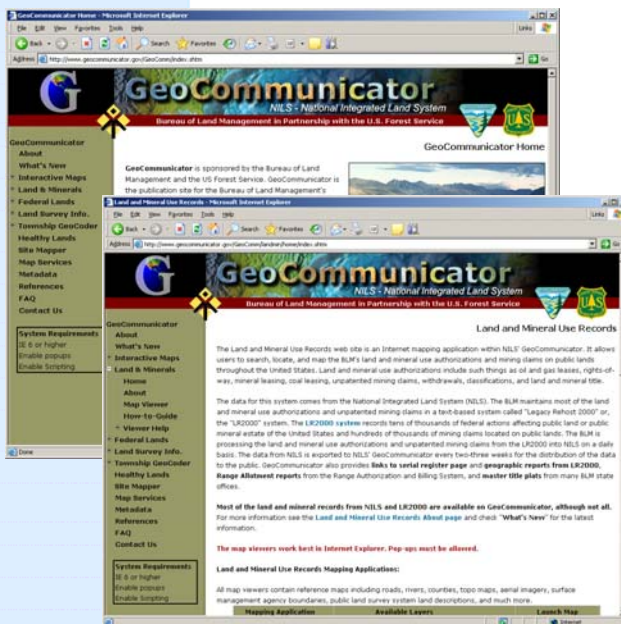 GeoCommunicator Home - Microsoft Internet Explorer
File Edit View Favorites Tools Help
Links
Back Search Favorites
Address http://www.geocommunicator.gov/GeoComm/index.shtm
Go
GeoCommunicator
NILS - National Integrated Land System
Bureau of Land Management in Partnership with the U.S. Forest Service
GeoCommunicator Home
GeoCommunicator
About
What's New
Interactive Maps
Land & Minerals
Federal Lands
Land Survey Info.
Township GeoCoder
Healthy Lands
Site Mapper
Map Services
Metadata
References
FAQ
Contact Us
System Requirements
IE 6 or higher
Enable popups
Enable Scripting
Done
GeoCommunicator is sponsored by the Bureau of Land
Management and the US Forest Service. GeoCommunicator is
the publication site for the Bureau of Land Management's
Land and Mineral Use Records - Microsoft Internet Explorer
File Edit View Favorites Tools Help
Links
Back Search Favorites
Address http://www.geocommunicator.gov/GeoComm/landmin/home/index.shtm
Go
GeoCommunicator
NILS - National Integrated Land System
Bureau of Land Management in Partnership with the U.S. Forest Service
Land and Mineral Use Records
GeoCommunicator
About
What's New
Interactive Maps
Land & Minerals
Home
About
Map Viewer
How-to-Guide
Viewer Help
Federal Lands
Land Survey Info.
Township GeoCoder
Healthy Lands
Site Mapper
Map Services
Metadata
References
FAQ
Contact Us
System Requirements
IE 6 or higher
Enable popups
Enable Scripting
The Land and Mineral Use Records web site is an Internet mapping application within NILS' GeoCommunicator. It allows
users to search, locate, and map the BLM's land and mineral use authorizations and mining claims on public lands
throughout the United States. Land and mineral use authorizations include such things as oil and gas leases, rights-of-
way, mineral leasing, coal leasing, unpatented mining claims, withdrawals, classifications, and land and mineral title.
The data for this system comes from the National Integrated Land System (NILS). The BLM maintains most of the land
and mineral use authorizations and unpatented mining claims in a text-based system called "Legacy Rehost 2000" or,
the "LR2000" system. The LR2000 system records tens of thousands of federal actions affecting public land or public
mineral estate of the United States and hundreds of thousands of mining claims located on public lands. The BLM is
processing the land and mineral use authorizations and unpatented mining claims from the LR2000 into NILS on a daily
basis. The data from NILS is exported to NILS' GeoCommunicator every two-three weeks for the distribution of the data
to the public. GeoCommunicator also provides links to serial register page and geographic reports from LR2000,
Range Allotment reports from the Range Authorization and Billing System, and master title plats from many BLM state
offices.
Most of the land and mineral records from NILS and LR2000 are available on GeoCommunicator, although not all.
For more information see the Land and Mineral Use Records About page and check "What's New" for the latest
information.
The map viewers work best in Internet Explorer. Pop-ups must be allowed.
Land and Mineral Use Records Mapping Applications:
All map viewers contain reference maps including roads, rivers, counties, topo maps, aerial imagery, surface
management agency boundaries, public land survey system land descriptions, and much more.
Mapping Application Available Layers Launch Map
Internet